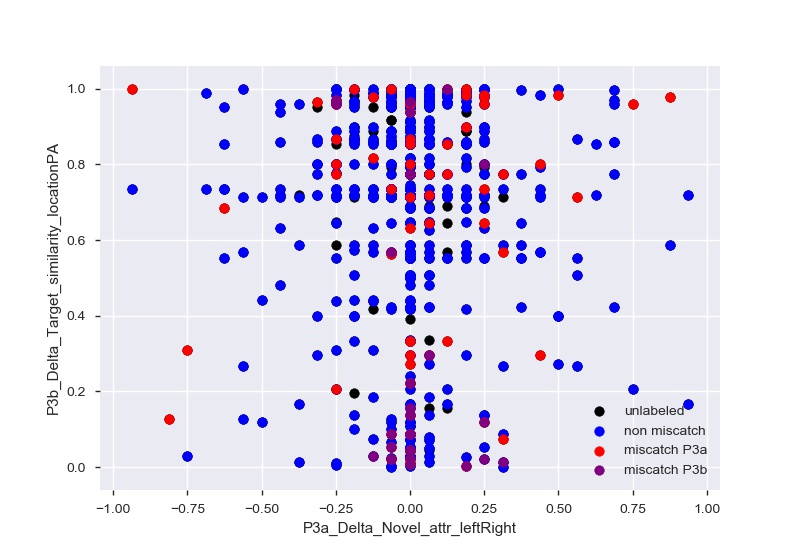 1.0
0.8
0.6
0.4
0.2
0.0
P3b_Delta_Target_similarity_locationPA
unlabeled
non miscatch
miscatch P3a
miscatch P3b
−1.00 −0.75 −0.50 −0.25 0.00 0.25 0.50 0.75 1.00
P3a_Delta_Novel_attr_leftRight